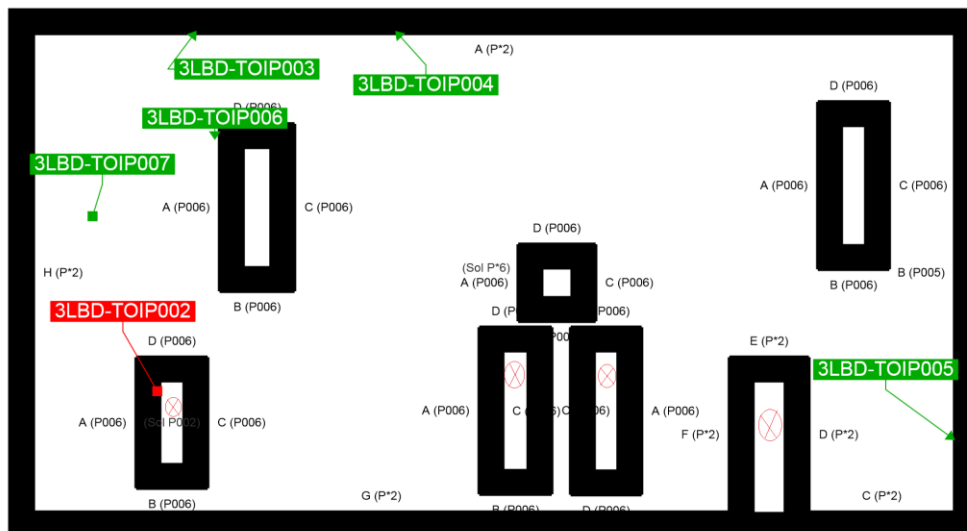 A (P*2)
3LBD-TOIP003
3LBD-TOIP004
D (P006)
D (P006)
3LBD-TOIP006
3LBD-TOIP007
A (P006)
C (P006)
A (P006)
C (P006)
D (P006)
(Sol P*6)
H (P*2)
A (P006)
C (P006)
B (P005)
B (P006)
B (P006)
3LBD-TOIP002
D (P006)
E (P*2)
3LBD-TOIP005
A (P006)
(Sol P002)
C (P006)
A (P006)
A (P006)
F (P*2)
D (P*2)
B (P006)
G (P*2)
C (P*2)
B (P006)
D (P006)